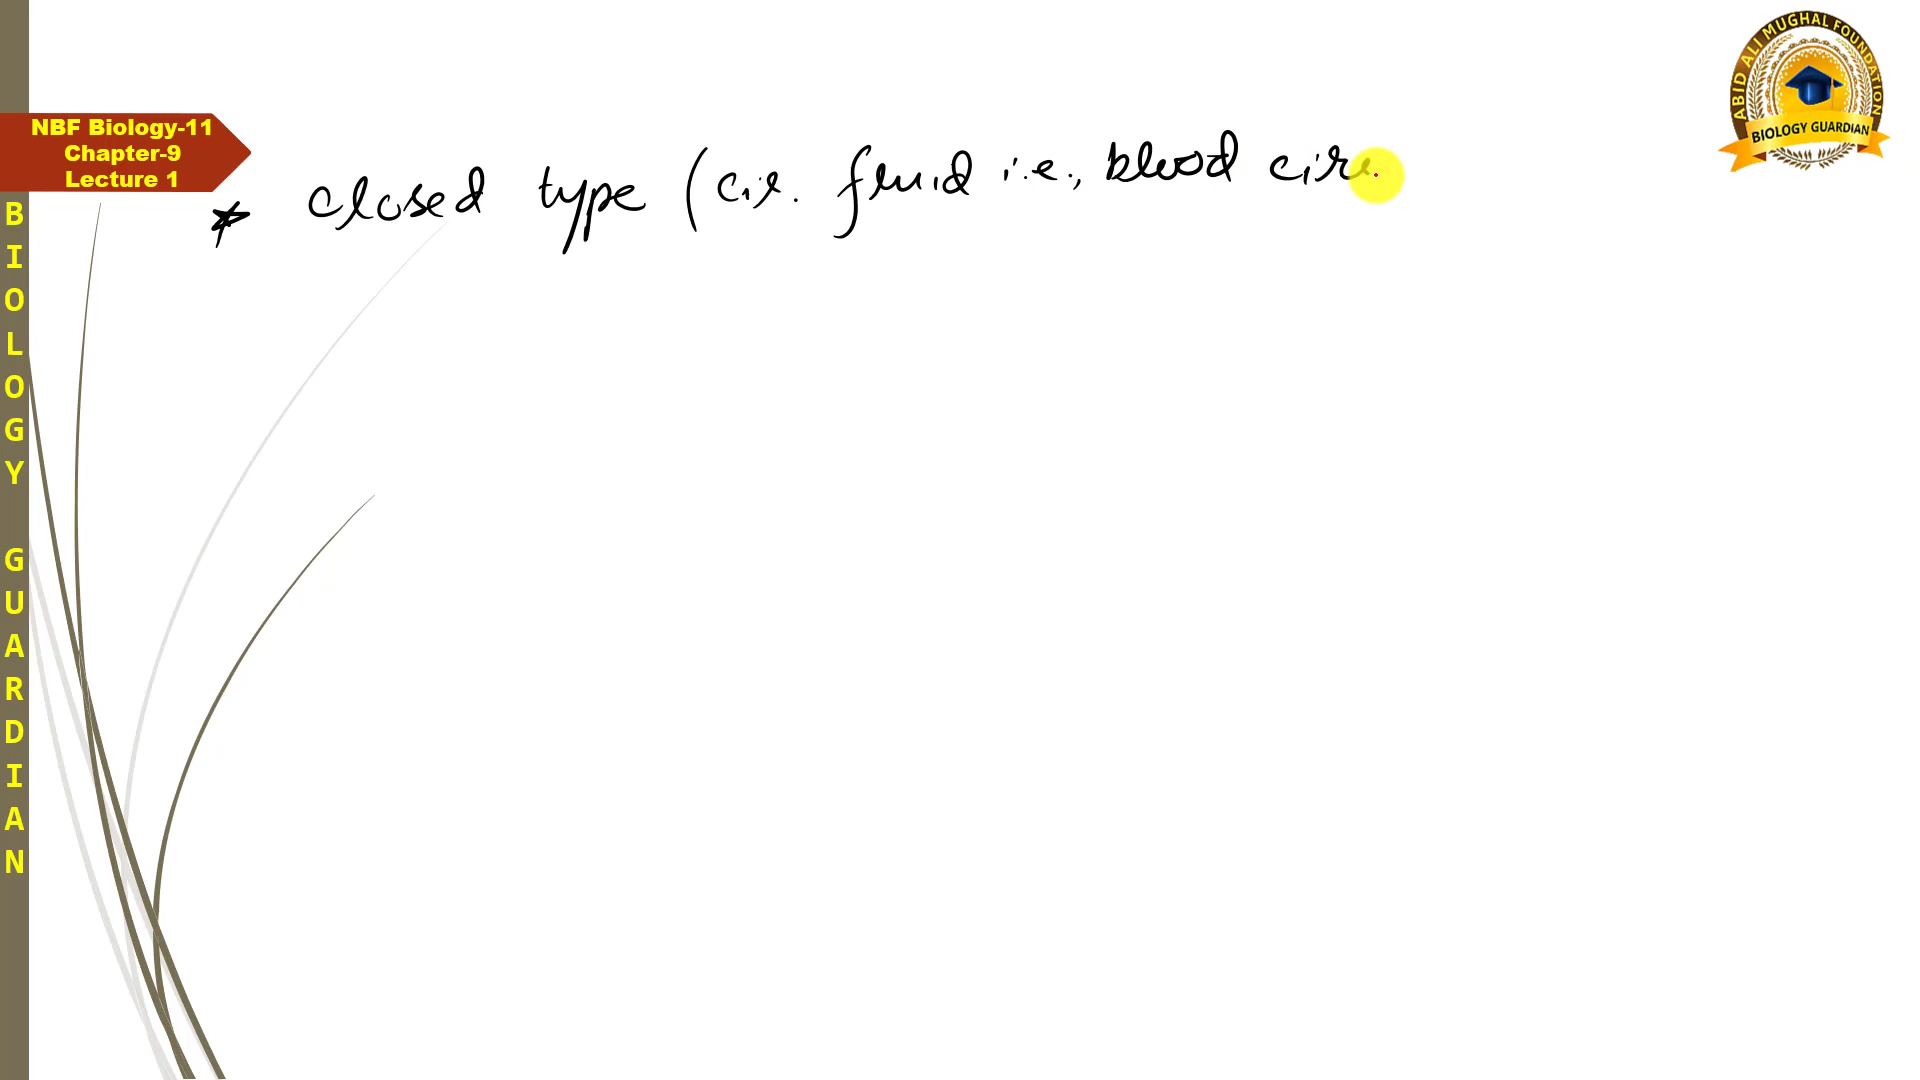 ABID ALI MUGHAL FOUNDATION
BIOLOGY GUARDIAN
NBF Biology-11
Chapter-9
Lecture 1
* closed type (cir. fluid i.e., blood circ
BIOLOGY GUARDIAN